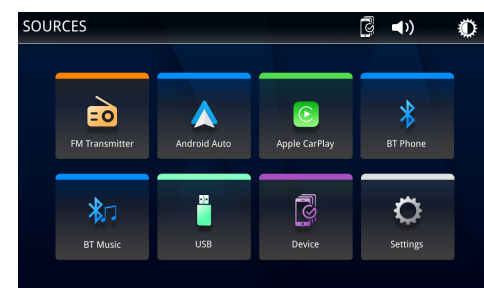 SOURCES
FM Transmitter
Android Auto
Apple CarPlay
BT Phone
BT Music
USB
Device
Settings